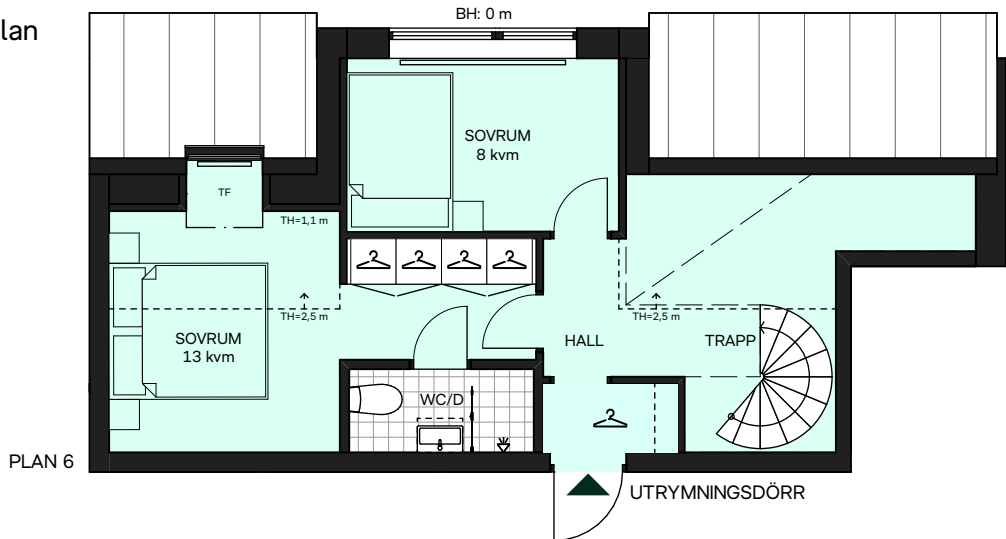 BH: 0 m
lan
SOVRUM
8 kvm
TF
TH=1,1 m
TH=2,5 m
TH=2,5 m
SOVRUM
13 kvm
HALL
TRAPP
WC/D
PLAN 6
UTRYMNINGSDÖRR